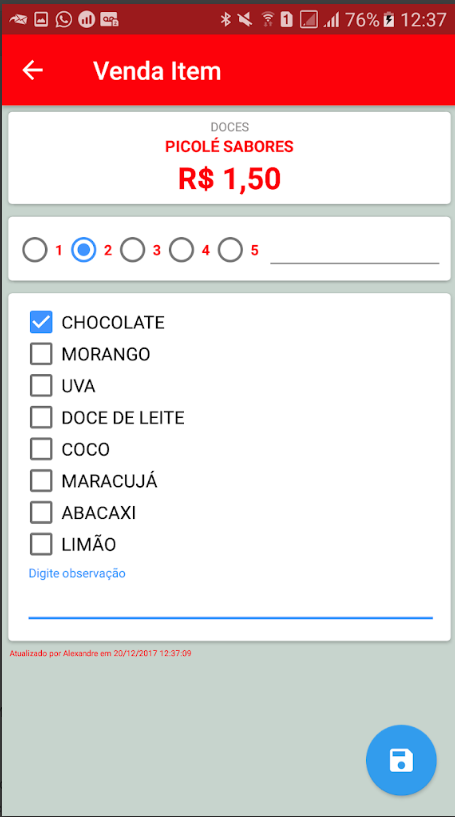 76% 12:37
Venda Item
DOCES
PICOLÉ SABORES
R$ 1,50
1 2 3 4 5
CHOCOLATE
MORANGO
UVA
DOCE DE LEITE
COCO
MARACUJÁ
ABACAXI
LIMÃO
Digite observação
Atualizado por Alexandre em 20/12/2017 12:37:09